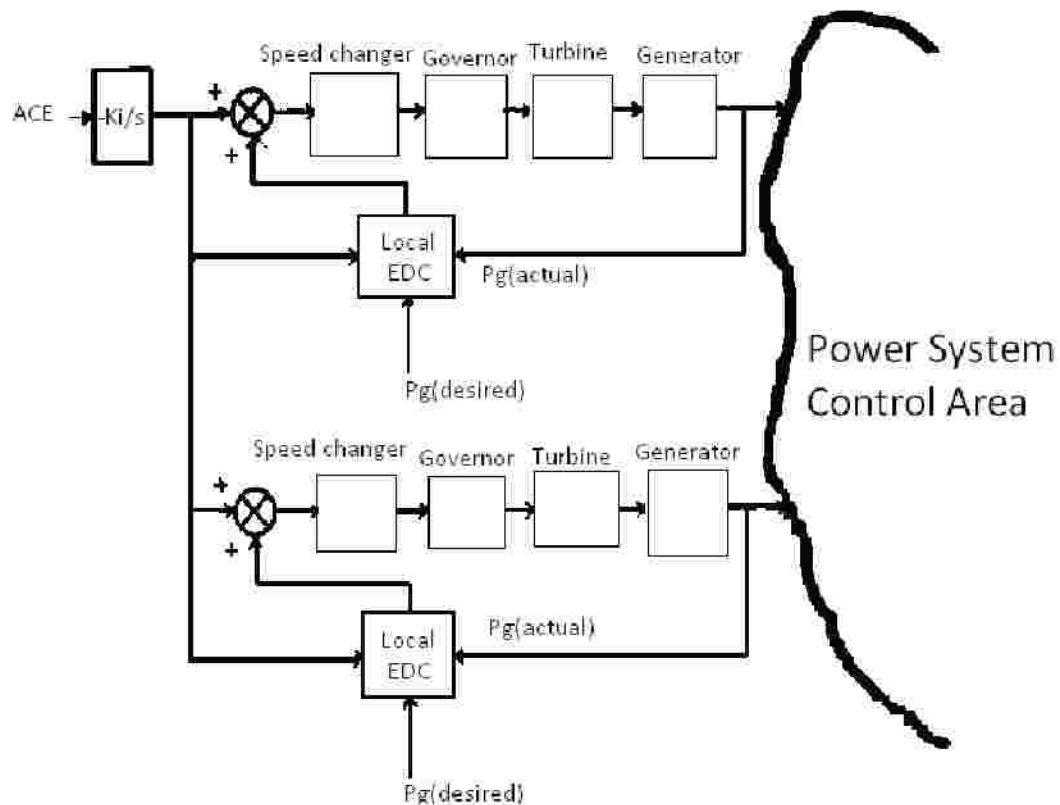 Speed changer
Governor
Turbine
Generator
ACE
-Ki/s
+
+
Local
EDC
Pg(actual)
Pg(desired)
Power System
Control Area
Speed changer
Governor
Turbine
Generator
+
+
Local
EDC
Pg(actual)
Pg(desired)